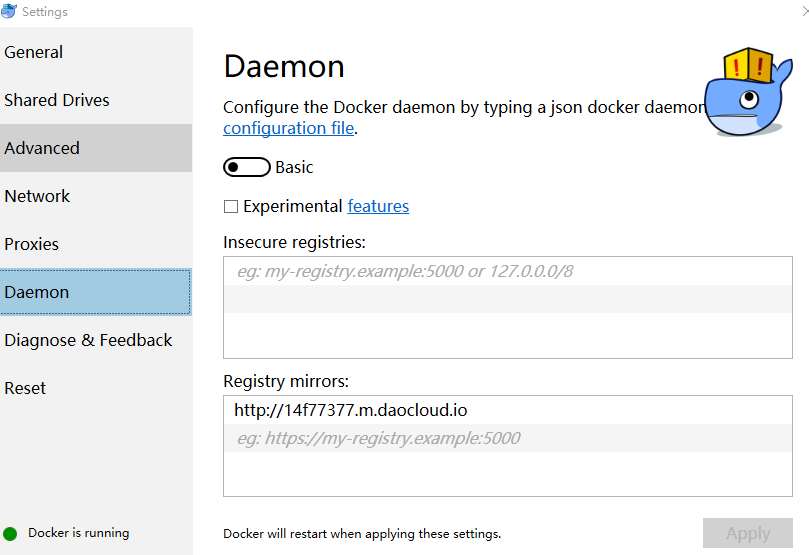 Settings
General
Shared Drives
Advanced
Network
Proxies
Daemon
Diagnose & Feedback
Reset
Docker is running
Daemon
Configure the Docker daemon by typing a json docker daemon
configuration file.
Basic
Experimental features
Insecure registries:
eg: my-registry.example:5000 or 127.0.0.0/8
Registry mirrors:
http://14f77377.m.daocloud.io
eg: https://my-registry.example:5000
Docker will restart when applying these settings.
Apply